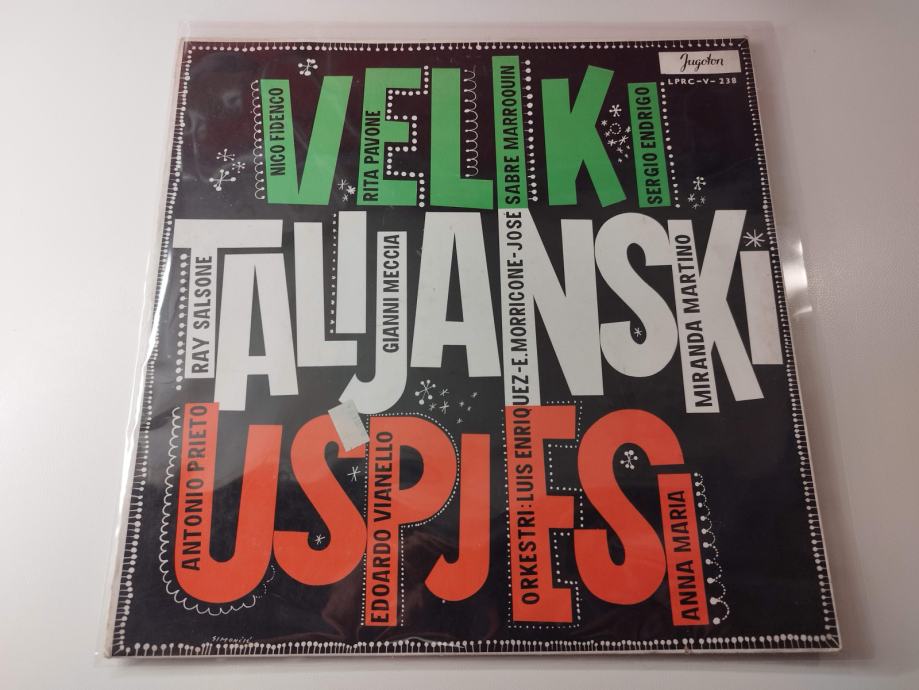 Jugoton
LPRC-V-238
VELIKI
TALIJANSKI
USPJESI
NICO FIDENCO
RITA PAVONE
SERGIO ENDRIGO
RAY SALSONE
GIANNI MECCIA
MIRANDA MARTINO
ANTONIO PRIETO
EDOARDO VIANELLO
ORKESTRI: LUIS ENRIQUEZ-E.MORRICONE-JOSÉ SABRE MARROQUIN
ANNA MARIA